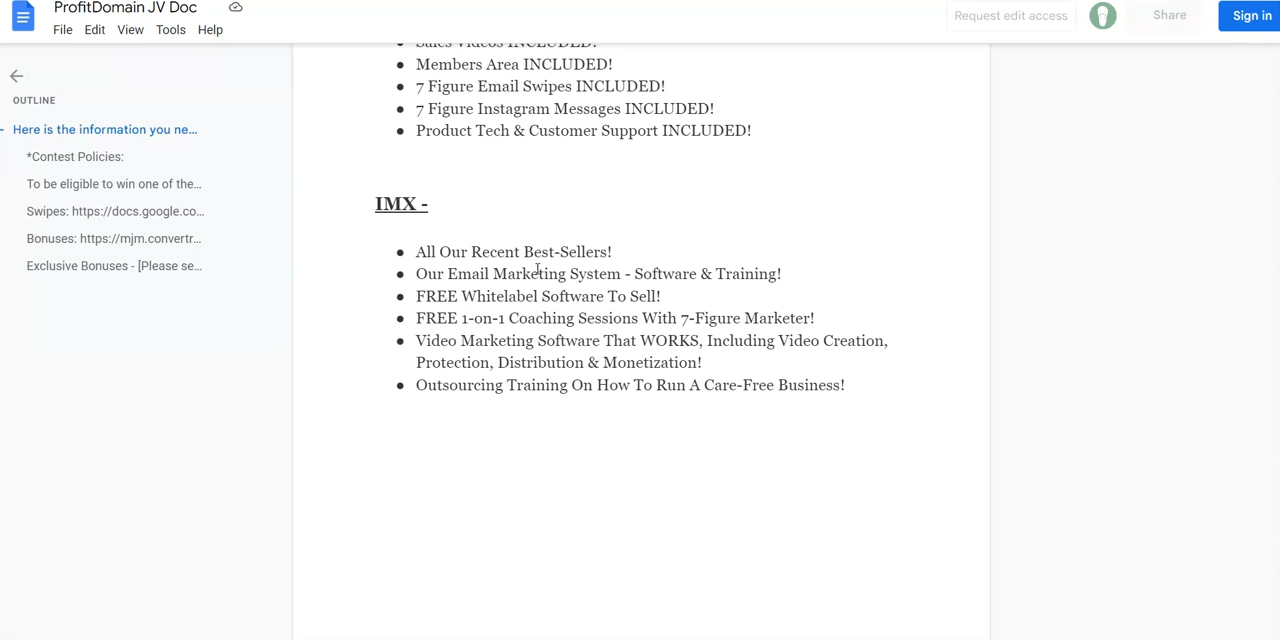 ProfitDomain JV Doc
File Edit View Tools Help
Request edit access
Share
Sign in
OUTLINE
Here is the information you ne...
*Contest Policies:
To be eligible to win one of the...
Swipes: https://docs.google.co...
Bonuses: https://mjm.convertr...
Exclusive Bonuses - [Please se...
Sales Videos INCLUDED!
Members Area INCLUDED!
7 Figure Email Swipes INCLUDED!
7 Figure Instagram Messages INCLUDED!
Product Tech & Customer Support INCLUDED!
IMX -
All Our Recent Best-Sellers!
Our Email Marketing System - Software & Training!
FREE Whitelabel Software To Sell!
FREE 1-on-1 Coaching Sessions With 7-Figure Marketer!
Video Marketing Software That WORKS, Including Video Creation,
Protection, Distribution & Monetization!
Outsourcing Training On How To Run A Care-Free Business!